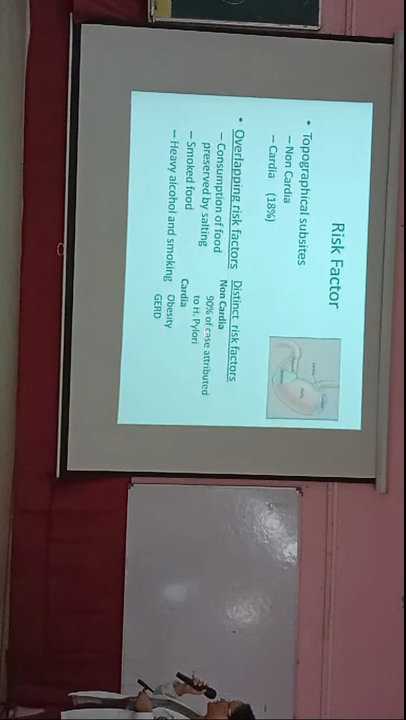 Risk Factor
• Topographical subsites
– Non Cardia
– Cardia (18%)
• Overlapping risk factors
– Consumption of food
preserved by salting
– Smoked food
– Heavy alcohol and smoking
Distinct risk factors
Non Cardia
90% of case attributed
to H. Pylori
Cardia
Obesity
GERD